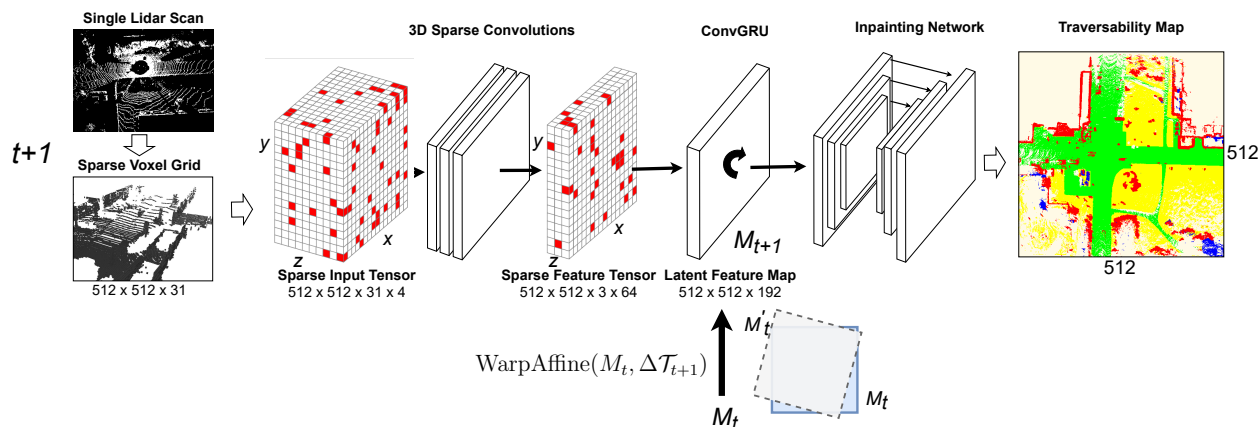 Single Lidar Scan
3D Sparse Convolutions
ConvGRU
Inpainting Network
Traversability Map
t+1
Sparse Voxel Grid
512 x 512 x 31
y
x
z
Sparse Input Tensor
512 x 512 x 31 x 4
y
x
z
Sparse Feature Tensor
512 x 512 x 3 x 64
M_{t+1}
Latent Feature Map
512 x 512 x 192
512
512
WarpAffine(M_t, Δ𝒯_{t+1})
M_t
M'_t
M_t